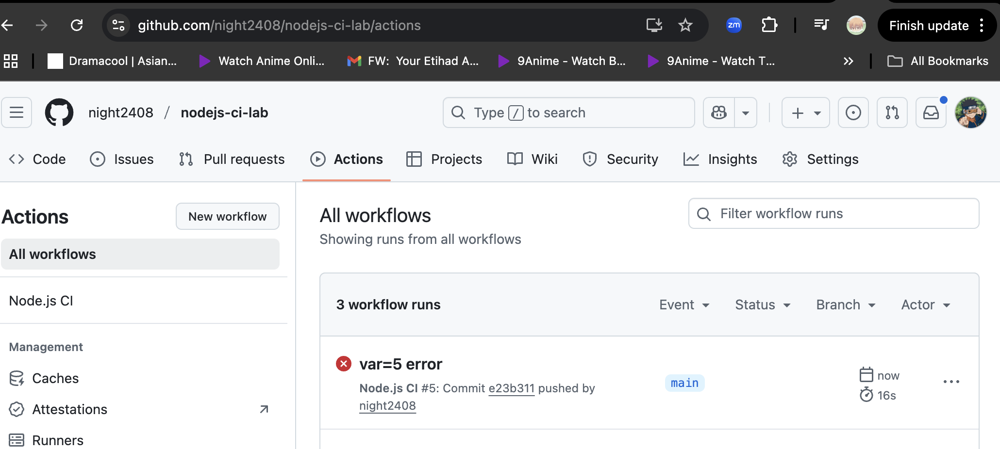 github.com/night2408/nodejs-ci-lab/actions
zm
Finish update
Dramacool | Asian...
Watch Anime Onli...
FW: Your Etihad A...
9Anime - Watch B...
9Anime - Watch T...
All Bookmarks
night2408 / nodejs-ci-lab
Type / to search
Code
Issues
Pull requests
Actions
Projects
Wiki
Security
Insights
Settings
Actions
New workflow
All workflows
Node.js CI
Management
Caches
Attestations
Runners
All workflows
Filter workflow runs
Showing runs from all workflows
3 workflow runs
Event
Status
Branch
Actor
var=5 error
Node.js CI #5: Commit e23b311 pushed by
night2408
main
now
16s